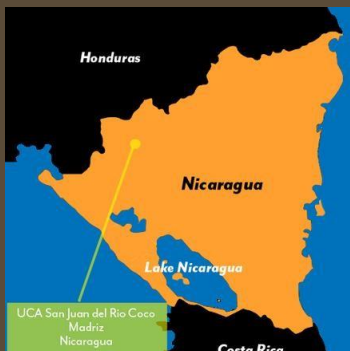 Honduras
Nicaragua
Lake Nicaragua
UCA San Juan del Rio Coco
Madriz
Nicaragua
Costa Rica